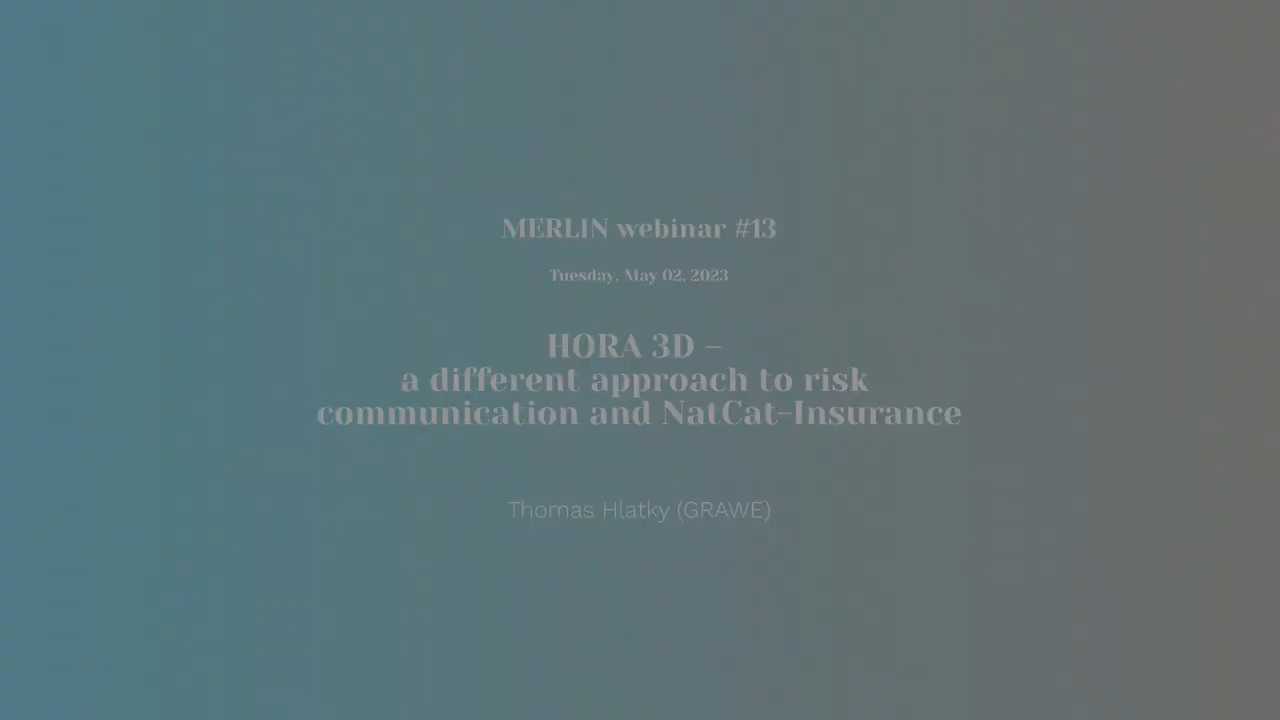 MERLIN webinar #13
Tuesday, May 02, 2023
HORA 3D –
a different approach to risk
communication and NatCat-Insurance
Thomas Hlatky (GRAWE)